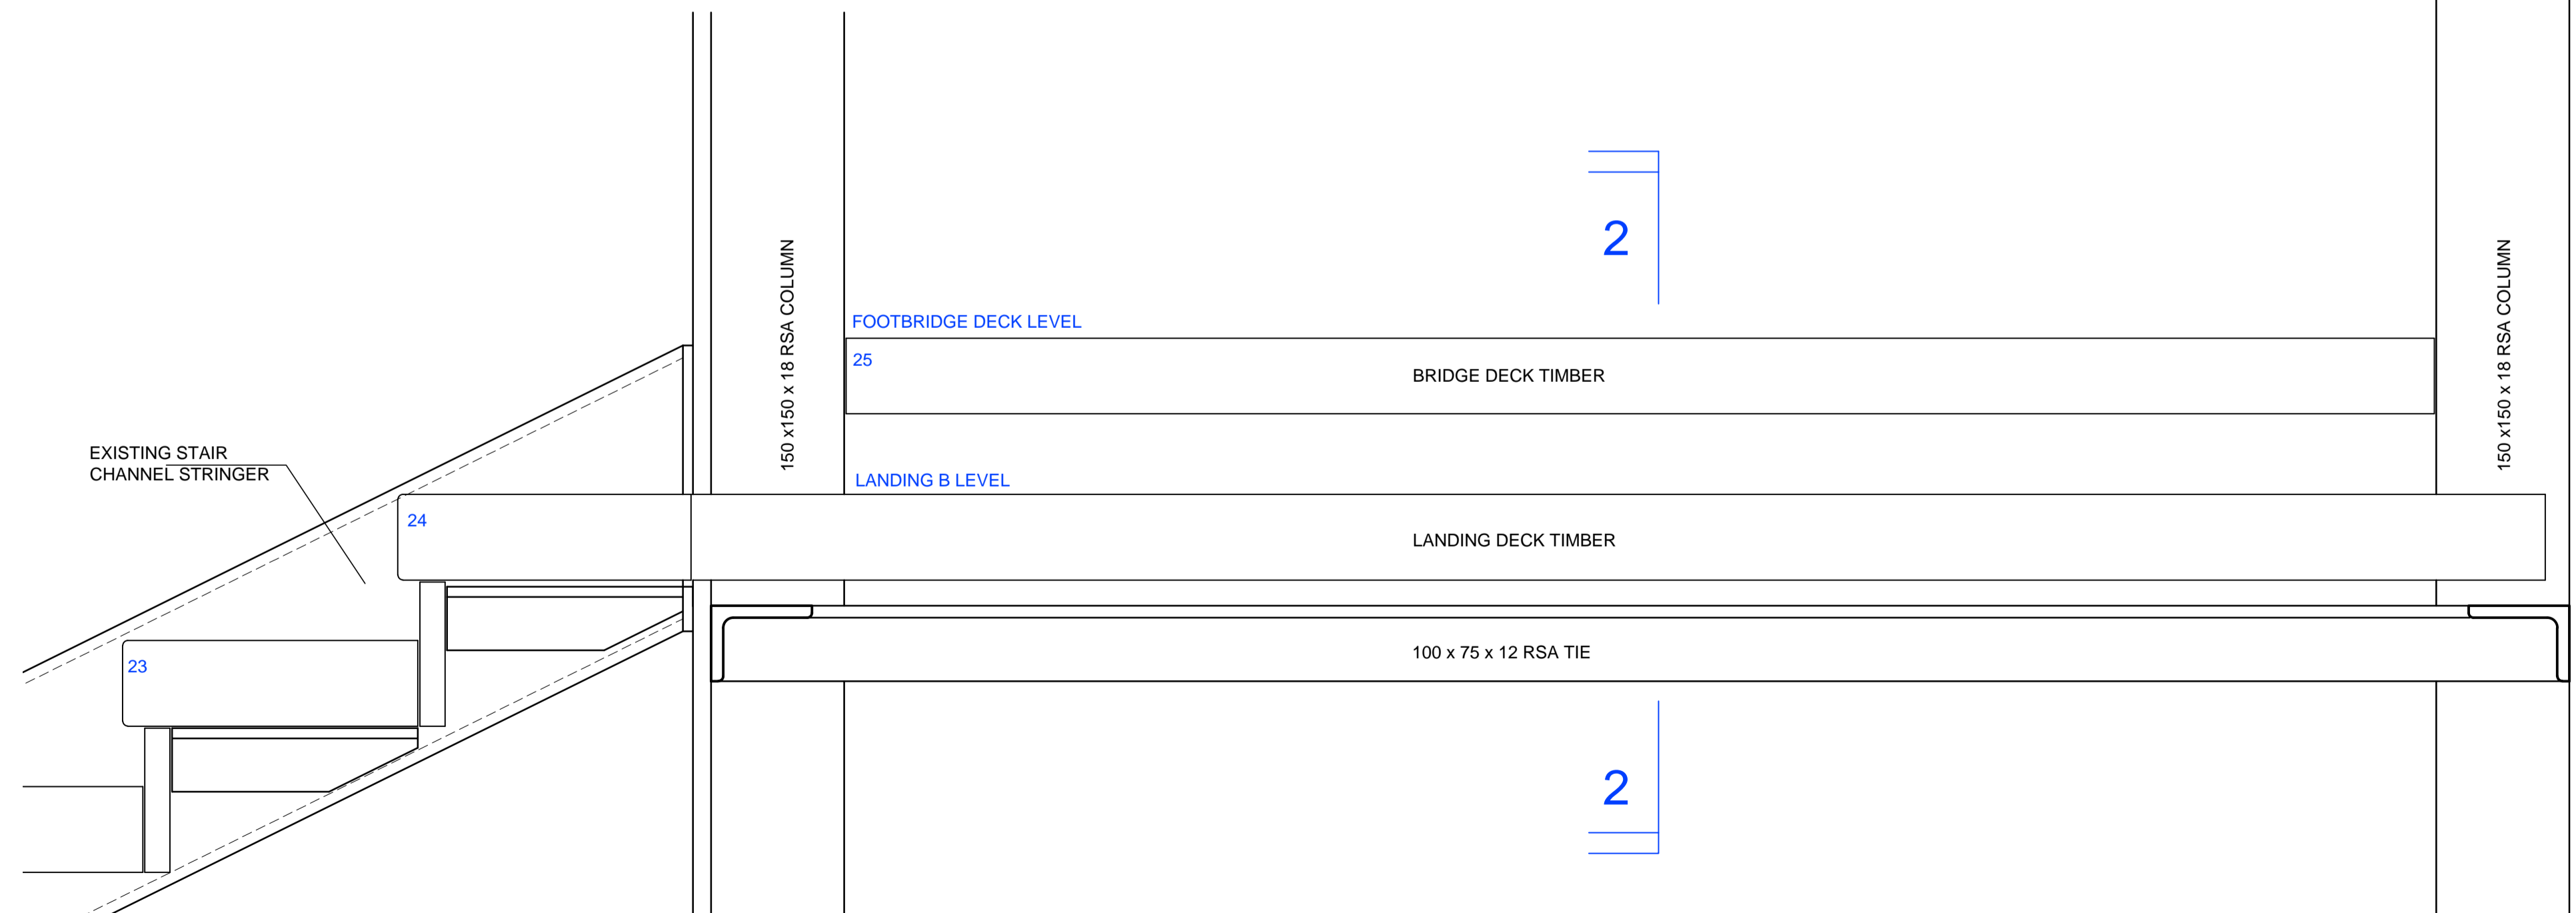 2
150 x150 x 18 RSA COLUMN
150 x150 x 18 RSA COLUMN
FOOTBRIDGE DECK LEVEL
25
BRIDGE DECK TIMBER
EXISTING STAIR
CHANNEL STRINGER
LANDING B LEVEL
24
LANDING DECK TIMBER
23
100 x 75 x 12 RSA TIE
2